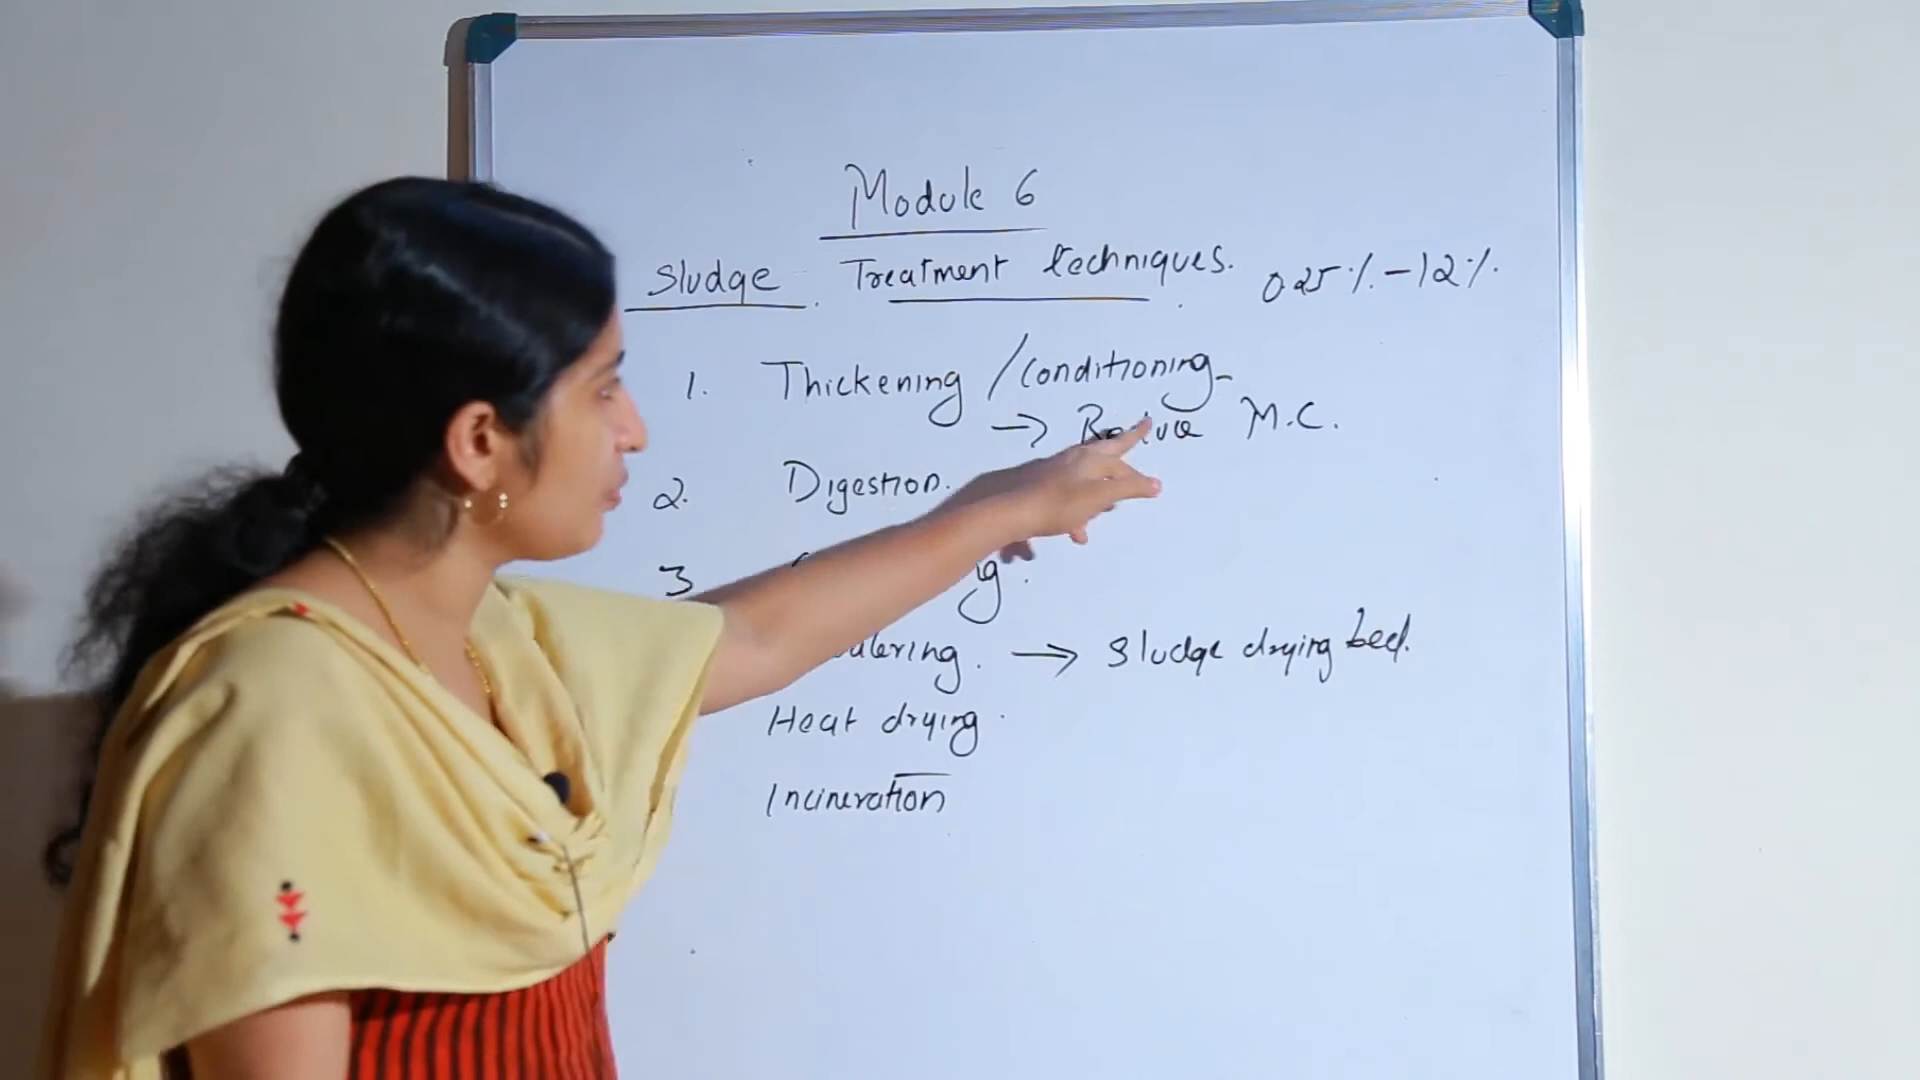 Module 6
Sludge Treatment techniques. 0.25% - 12%.
1. Thickening / Conditioning -
→ Reduce M.C.
2. Digestion.
3
→ Sludge drying bed.
Heat drying.
Incineration